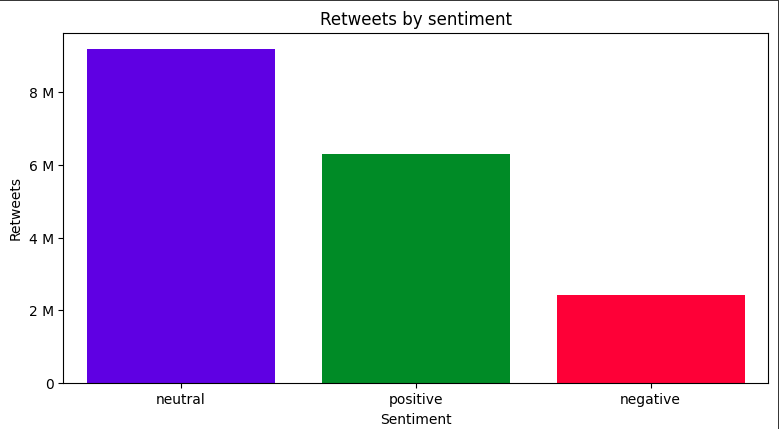 Retweets by sentiment
8 M
6 M
4 M
2 M
0
Retweets
neutral positive negative
Sentiment